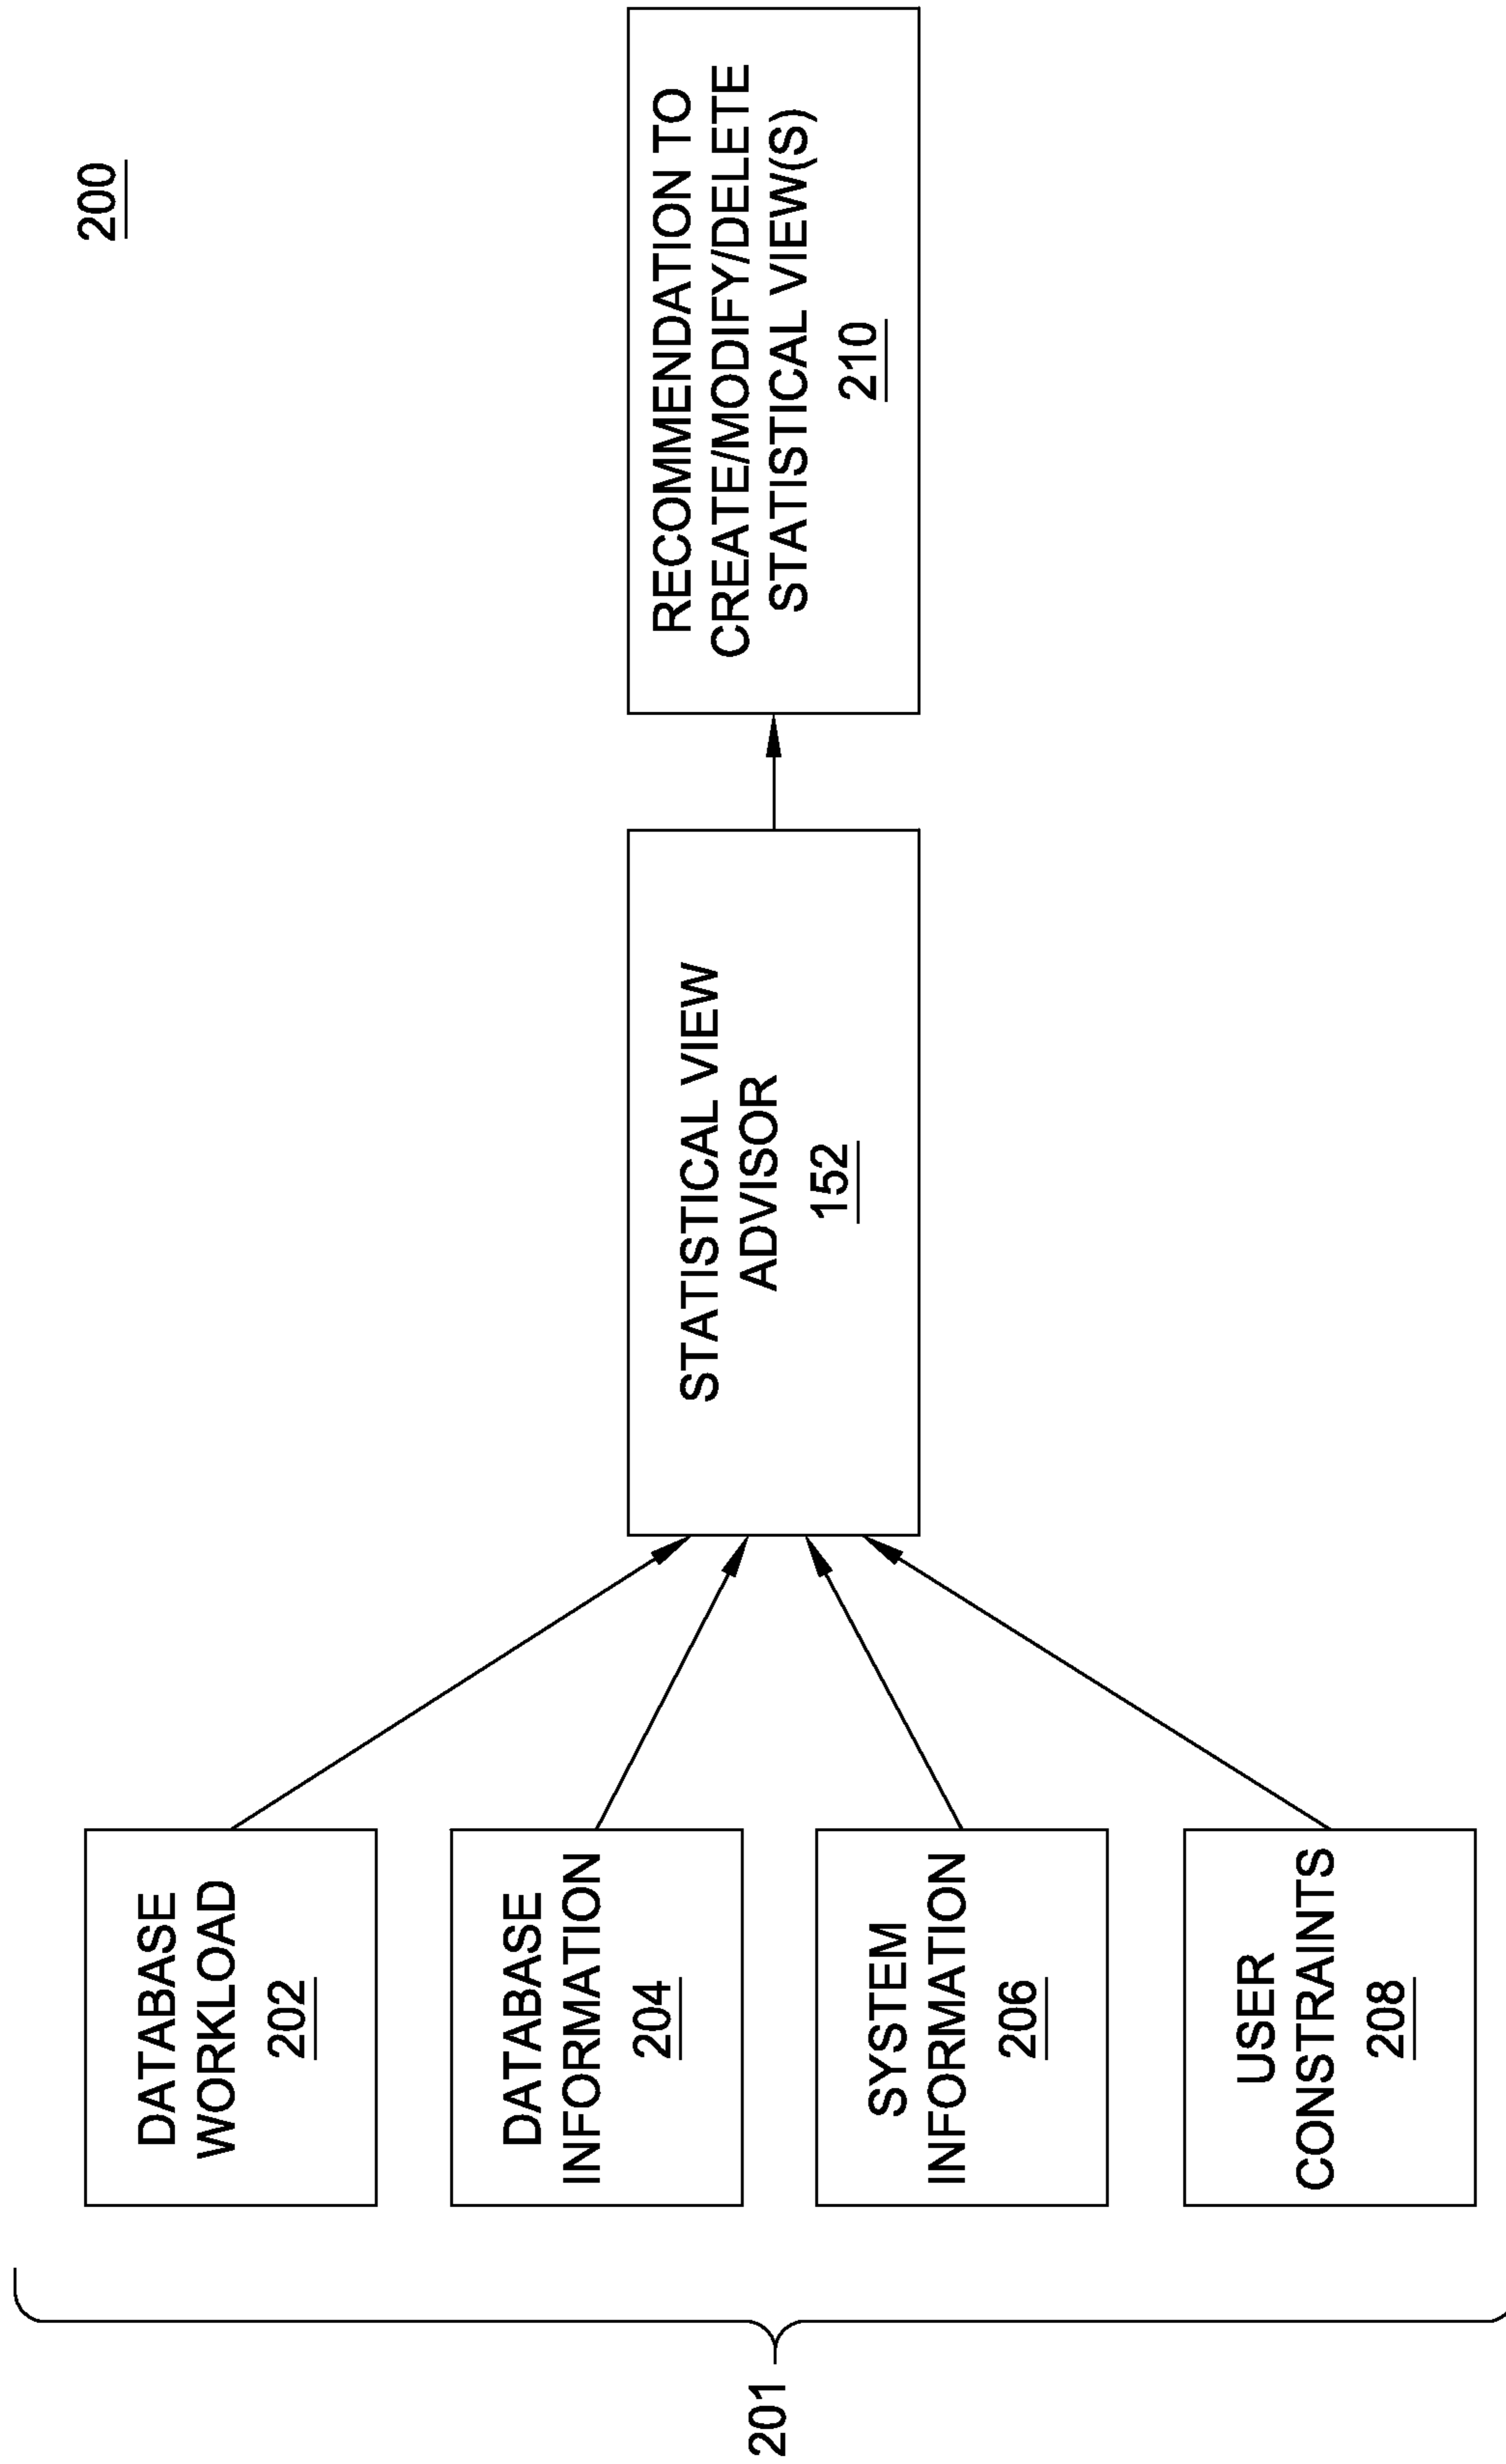 200
201
DATABASE
WORKLOAD
202
DATABASE
INFORMATION
204
SYSTEM
INFORMATION
206
USER
CONSTRAINTS
208
STATISTICAL VIEW
ADVISOR
152
RECOMMENDATION TO
CREATE/MODIFY/DELETE
STATISTICAL VIEW(S)
210